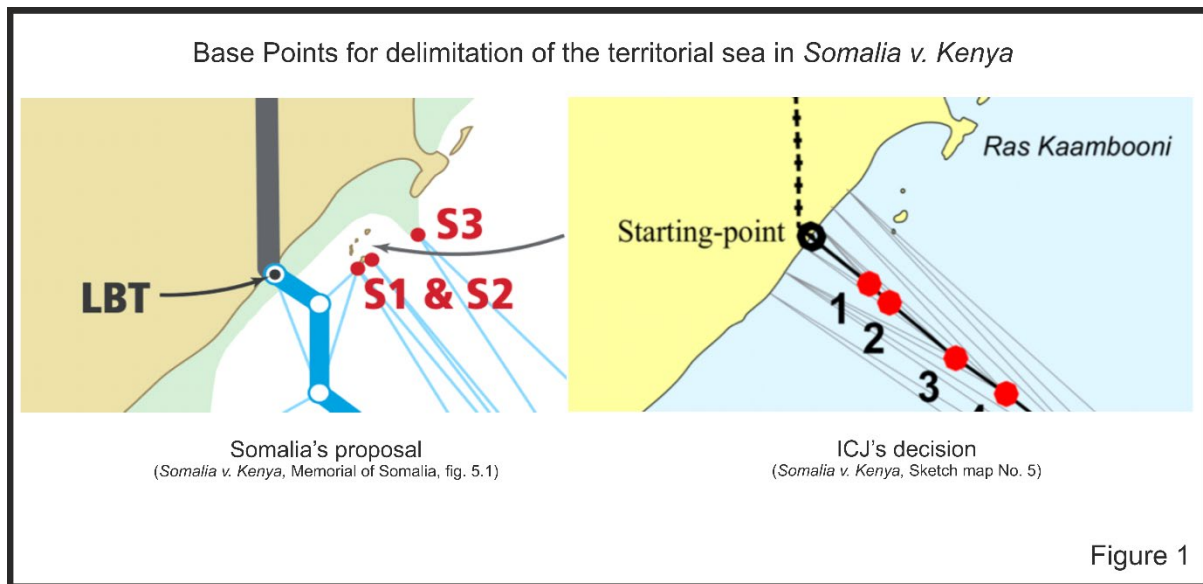 Base Points for delimitation of the territorial sea in Somalia v. Kenya
S3
S1 & S2
LBT
Ras Kaambooni
Starting-point
1
2
3
Somalia's proposal
(Somalia v. Kenya, Memorial of Somalia, fig. 5.1)
ICJ's decision
(Somalia v. Kenya, Sketch map No. 5)
Figure 1